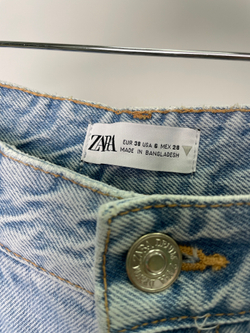 ZARA
EUR 38 USA 6 MEX 28
MADE IN BANGLADESH